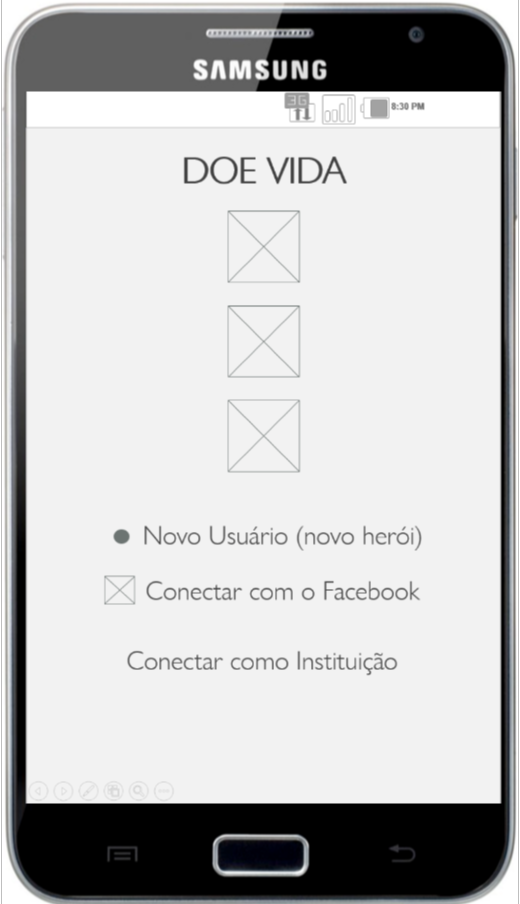 SAMSUNG
3G
8:30 PM
DOE VIDA
Novo Usuário (novo herói)
Conectar com o Facebook
Conectar como Instituição